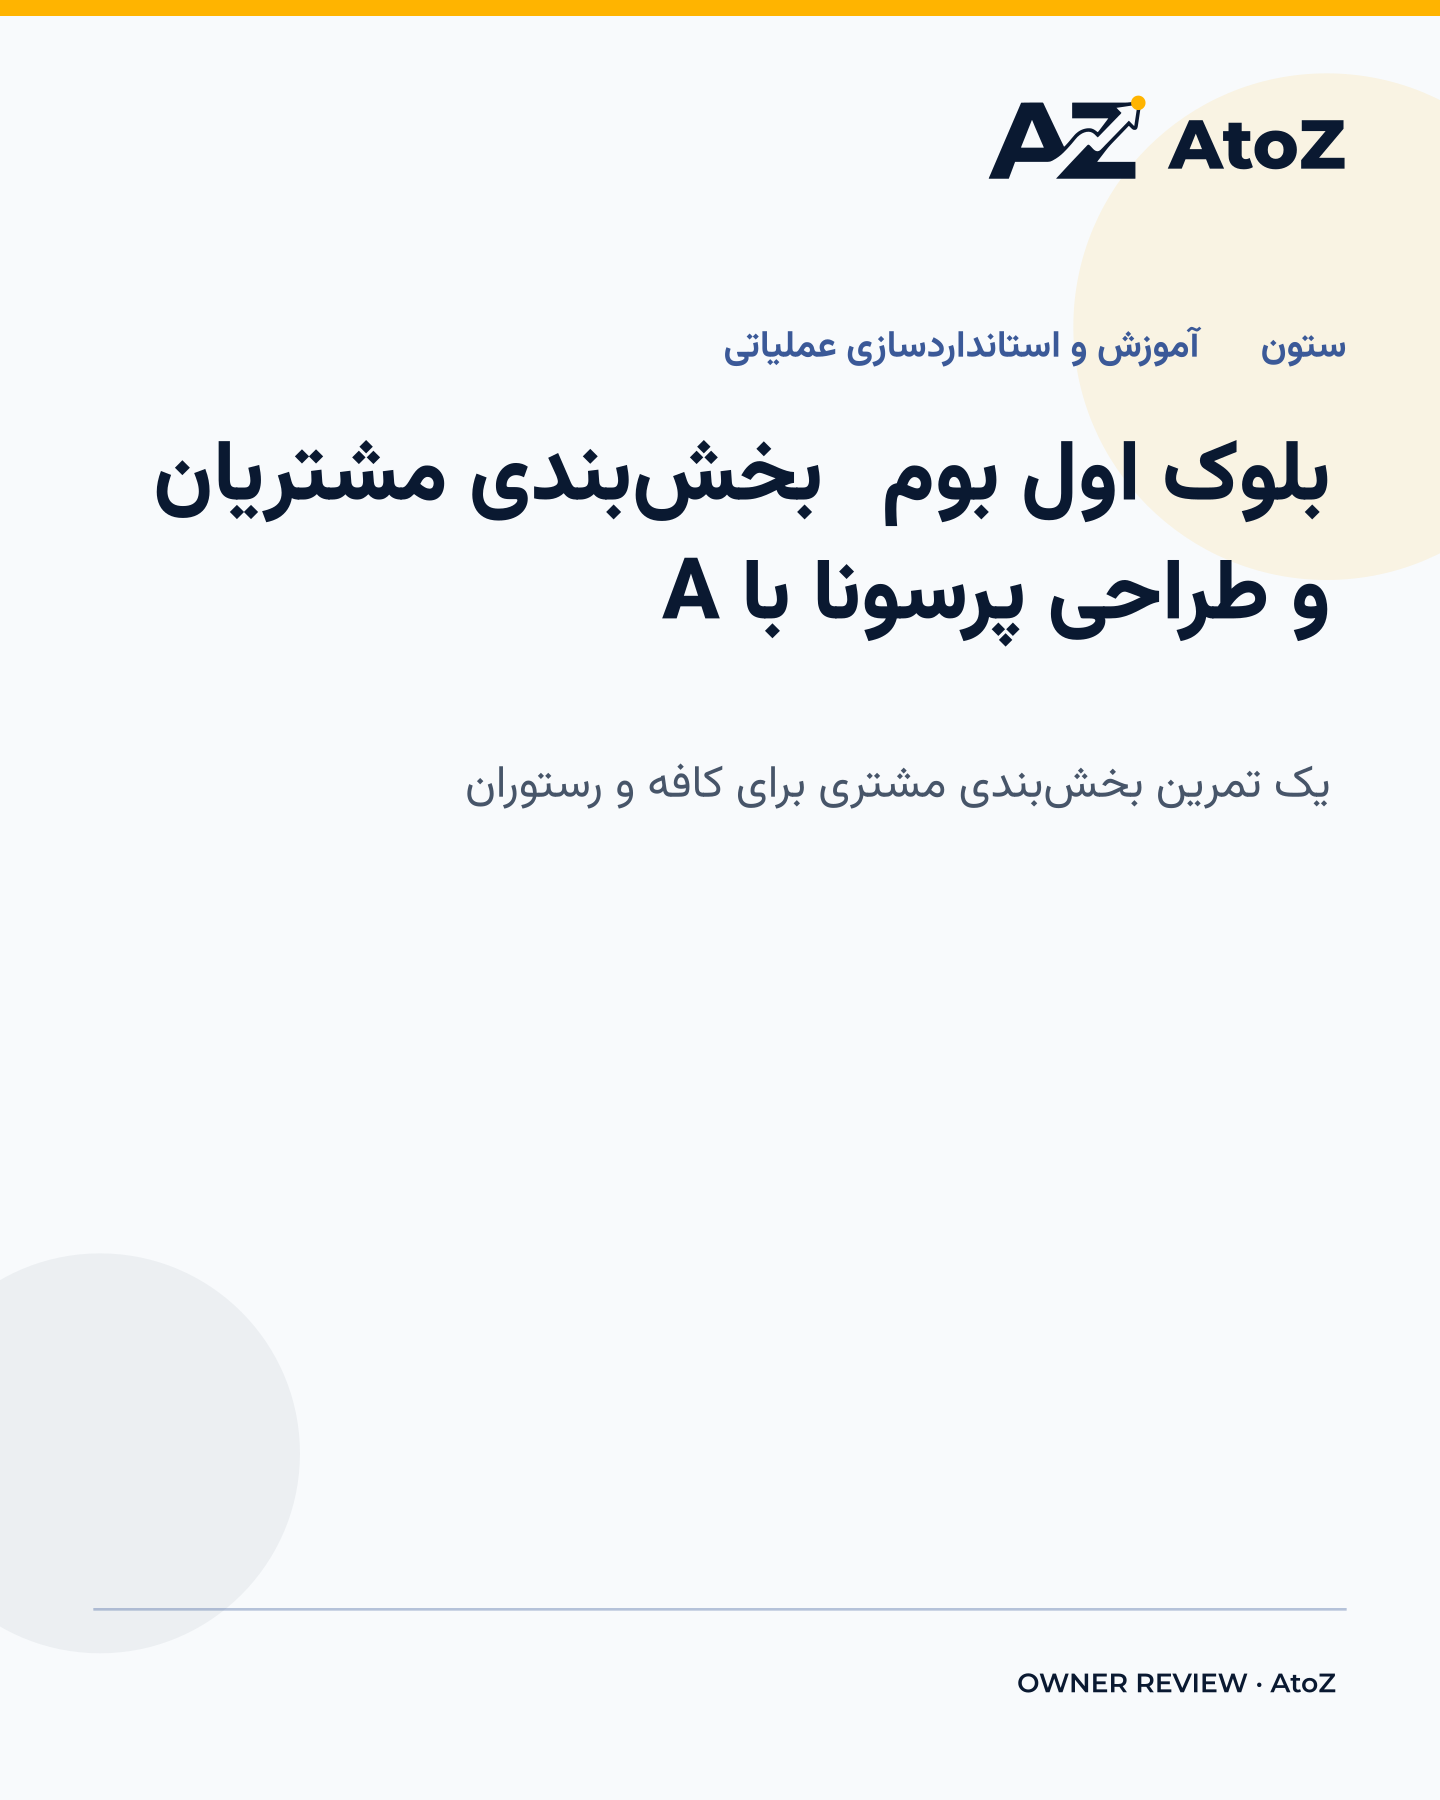 AZ AtoZ
ستون آموزش و استانداردسازی عملیاتی
بلوک اول بوم بخش‌بندی مشتریان
و طراحی پرسونا با A
یک تمرین بخش‌بندی مشتری برای کافه و رستوران
OWNER REVIEW · AtoZ